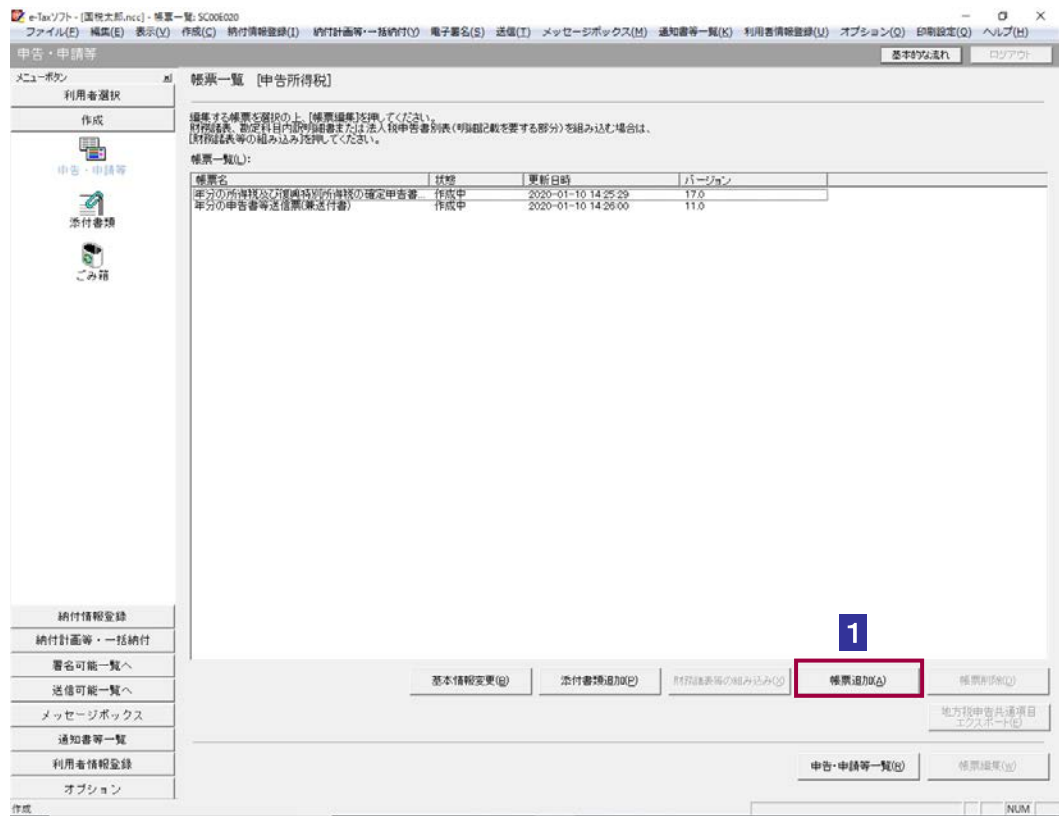 e-Taxソフト - [国税太郎.ncc] - 帳票一覧: SC00E020
ファイル(F) 編集(E) 表示(V) 作成(C) 納付情報登録(I) 納付計画等・一括納付(Y) 電子署名(S) 送信(T) メッセージボックス(M) 通知書等一覧(K) 利用者情報登録(U) オプション(O) 印刷設定(Q) ヘルプ(H)
申告・申請等 基本的な流れ ログアウト
メニューボタン
利用者選択
作成
申告・申請等
添付書類
ごみ箱
帳票一覧 [申告所得税]
編集する帳票を選択の上、[帳票編集]を押してください。
財務諸表、勘定科目内訳明細書または法人税申告書別表(明細記載を要する部分)を組み込む場合は、
[財務諸表等の組み込み]を押してください。
帳票一覧(L):
帳票名 状態 更新日時 バージョン
年分の所得税及び復興特別所得税の確定申告書... 作成中 2020-01-10 14:25:29 17.0
年分の申告書等送信票(兼送付書) 作成中 2020-01-10 14:26:00 11.0
納付情報登録
納付計画等・一括納付
署名可能一覧へ
送信可能一覧へ
メッセージボックス
通知書等一覧
利用者情報登録
オプション
1
基本情報変更(B) 添付書類追加(P) 財務諸表等の組み込み(X) 帳票追加(A) 帳票削除(D)
地方税申告共通項目
エクスポート(E)
申告・申請等一覧(R) 帳票編集(W)
作成 NUM